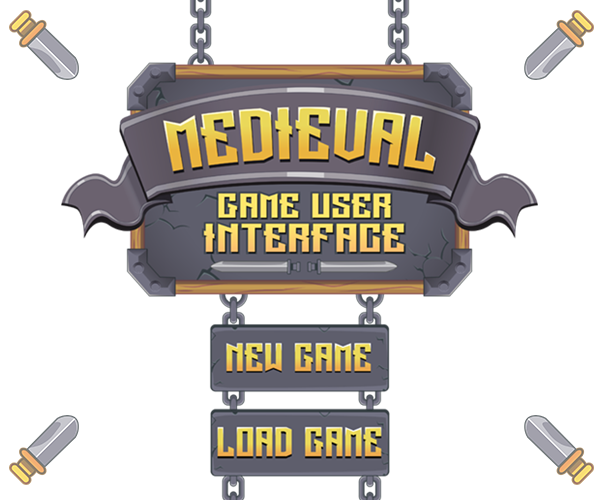 MEDIEVAL
GAME USER
INTERFACE
NEW GAME
LOAD GAME